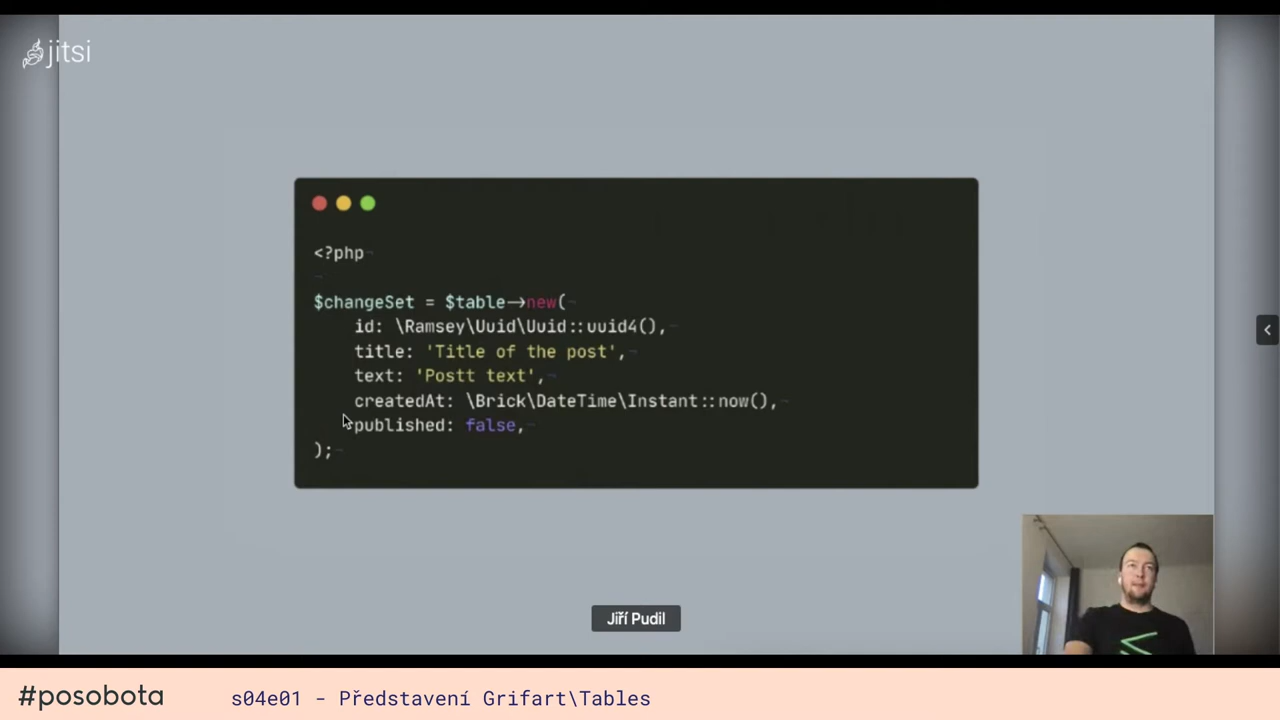 jitsi
<?php
$changeSet = $table->new(
id: \Ramsey\Uuid\Uuid::uuid4(),
title: 'Title of the post',
text: 'Postt text',
createdAt: \Brick\DateTime\Instant::now(),
published: false,
);
Jiří Pudil
#posobota
s04e01 - Představení Grifart\Tables